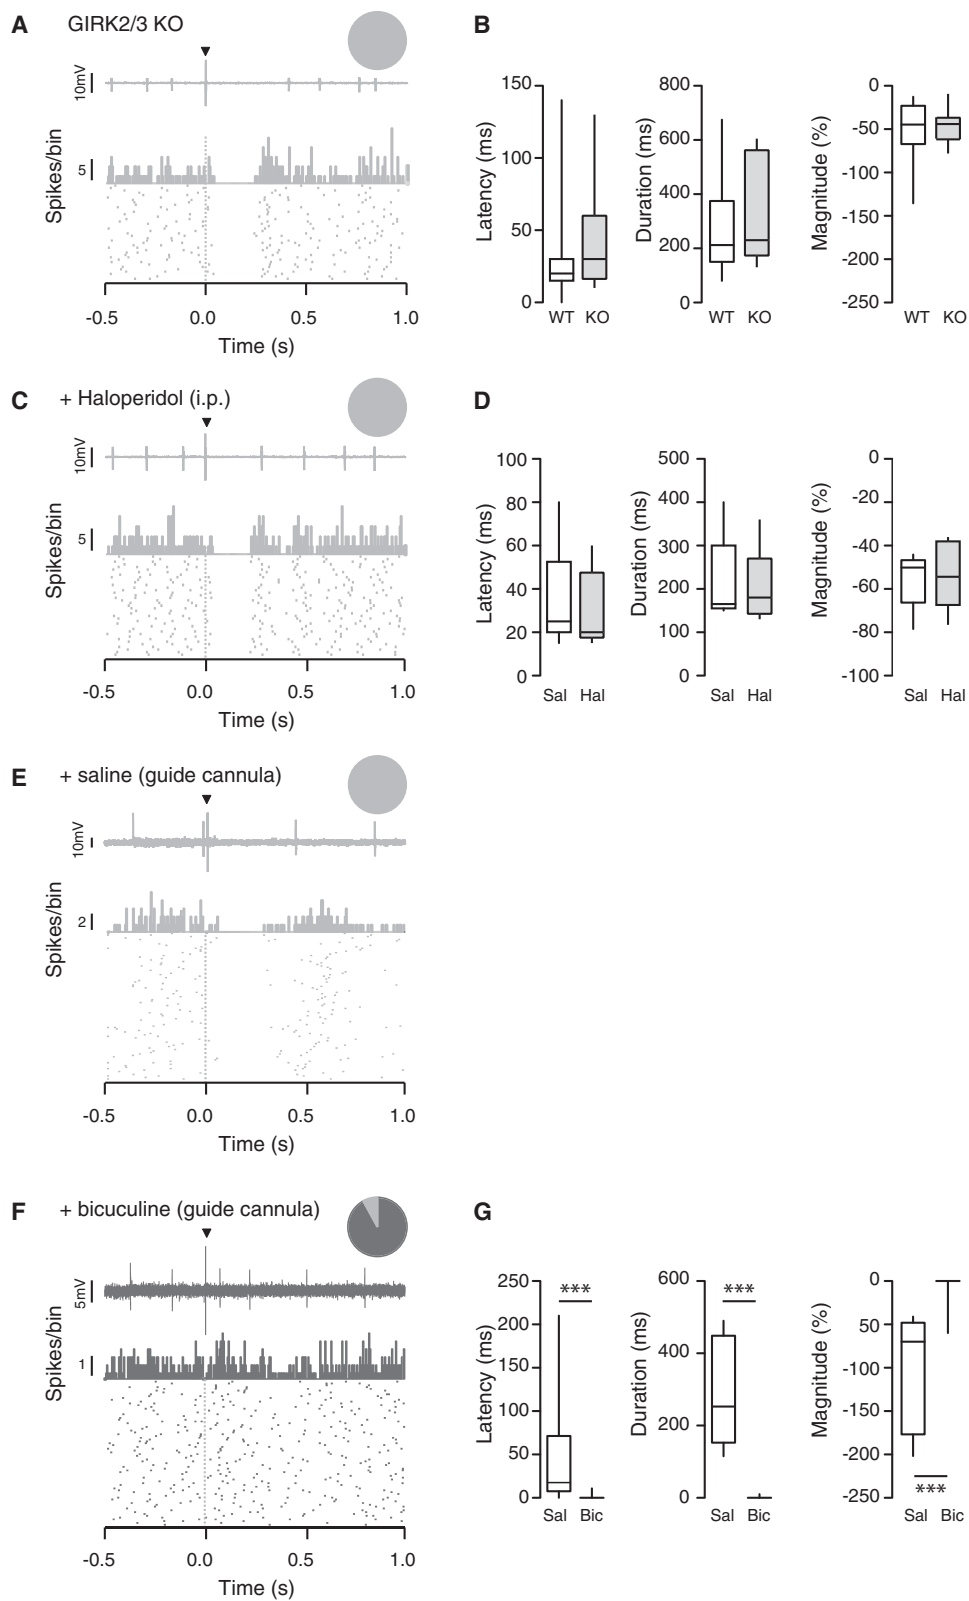 A GIRK2/3 KO
10mV
Spikes/bin
5
-0.5 0.0 0.5 1.0
Time (s)
B
Latency (ms)
150
100
50
0
WT KO
Duration (ms)
800
600
400
200
0
WT KO
Magnitude (%)
0
-50
-100
-150
-200
-250
WT KO
C + Haloperidol (i.p.)
10mV
Spikes/bin
5
-0.5 0.0 0.5 1.0
Time (s)
D
Latency (ms)
100
80
60
40
20
0
Sal Hal
Duration (ms)
500
400
300
200
100
0
Sal Hal
Magnitude (%)
0
-20
-40
-60
-80
-100
Sal Hal
E + saline (guide cannula)
10mV
Spikes/bin
2
-0.5 0.0 0.5 1.0
Time (s)
F + bicuculine (guide cannula)
5mV
Spikes/bin
1
-0.5 0.0 0.5 1.0
Time (s)
G
Latency (ms)
250
200
150
100
50
0
***
Sal Bic
Duration (ms)
600
400
200
0
***
Sal Bic
Magnitude (%)
0
50
-100
-150
-200
-250
***
Sal Bic